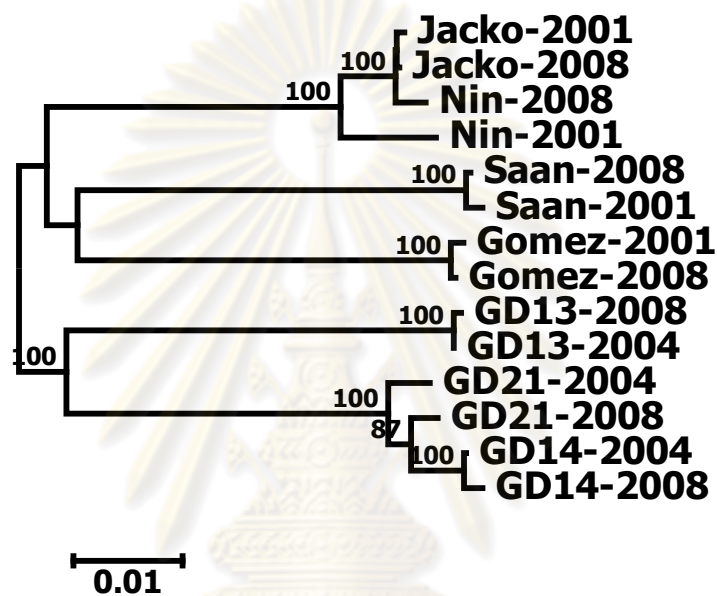 Jacko-2001
100
Jacko-2008
100
Nin-2008
Nin-2001
100
Saan-2008
Saan-2001
100
Gomez-2001
Gomez-2008
100
GD13-2008
GD13-2004
100
GD21-2004
100
GD21-2008
87
100
GD14-2004
GD14-2008
0.01